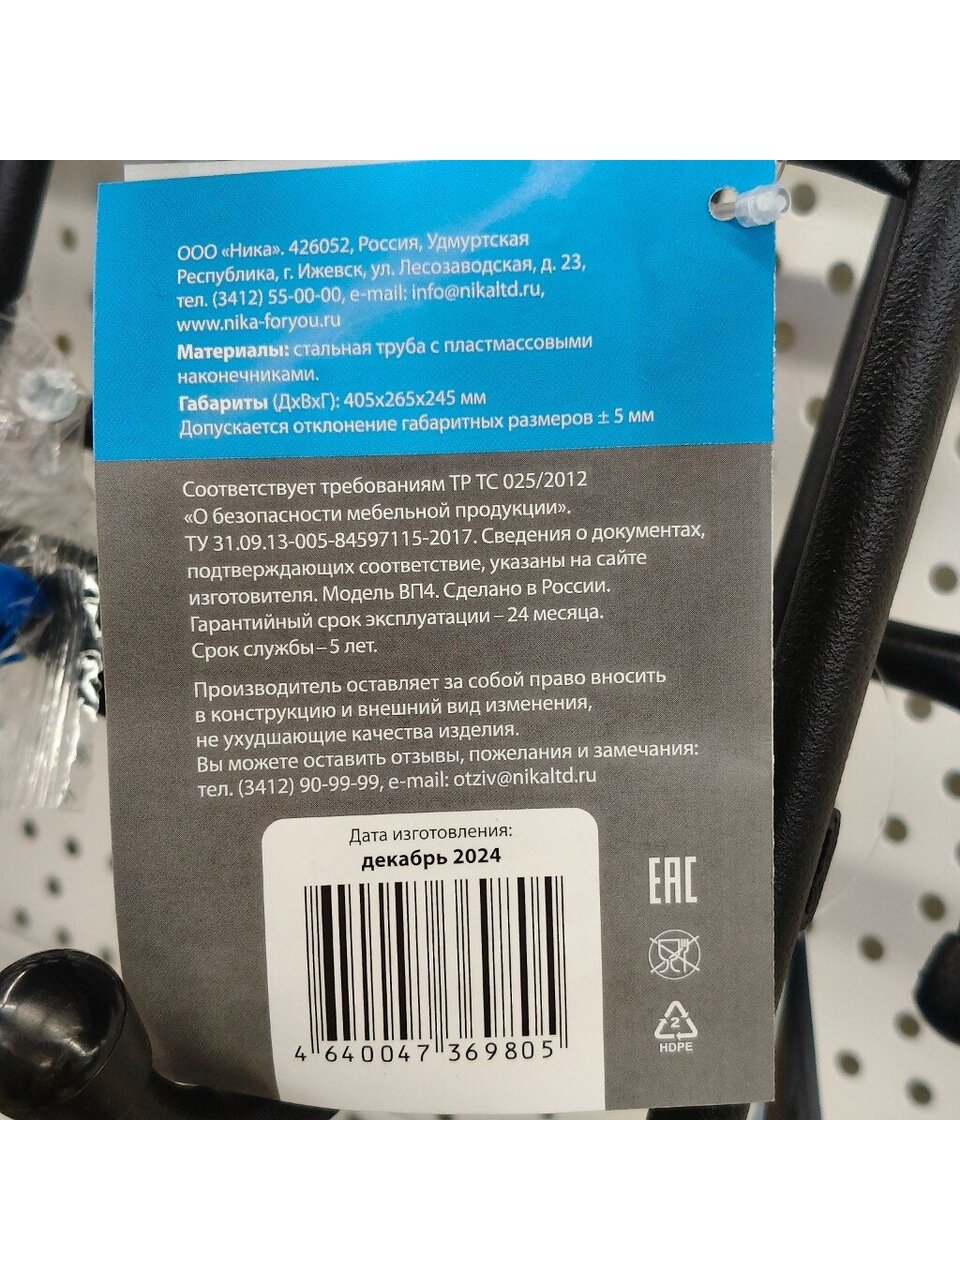 ООО «Ника». 426052, Россия, Удмуртская
Республика, г. Ижевск, ул. Лесозаводская, д. 23,
тел. (3412) 55-00-00, e-mail: info@nikaltd.ru,
www.nika-foryou.ru
Материалы: стальная труба с пластмассовыми
наконечниками.
Габариты (ДхВхГ): 405х265х245 мм
Допускается отклонение габаритных размеров ± 5 мм
Соответствует требованиям ТР ТС 025/2012
«О безопасности мебельной продукции».
ТУ 31.09.13-005-84597115-2017. Сведения о документах,
подтверждающих соответствие, указаны на сайте
изготовителя. Модель ВП4. Сделано в России.
Гарантийный срок эксплуатации – 24 месяца.
Срок службы – 5 лет.
Производитель оставляет за собой право вносить
в конструкцию и внешний вид изменения,
не ухудшающие качества изделия.
Вы можете оставить отзывы, пожелания и замечания:
тел. (3412) 90-99-99, e-mail: otziv@nikaltd.ru
Дата изготовления:
декабрь 2024
4 640047 369805
EAC
2
HDPE